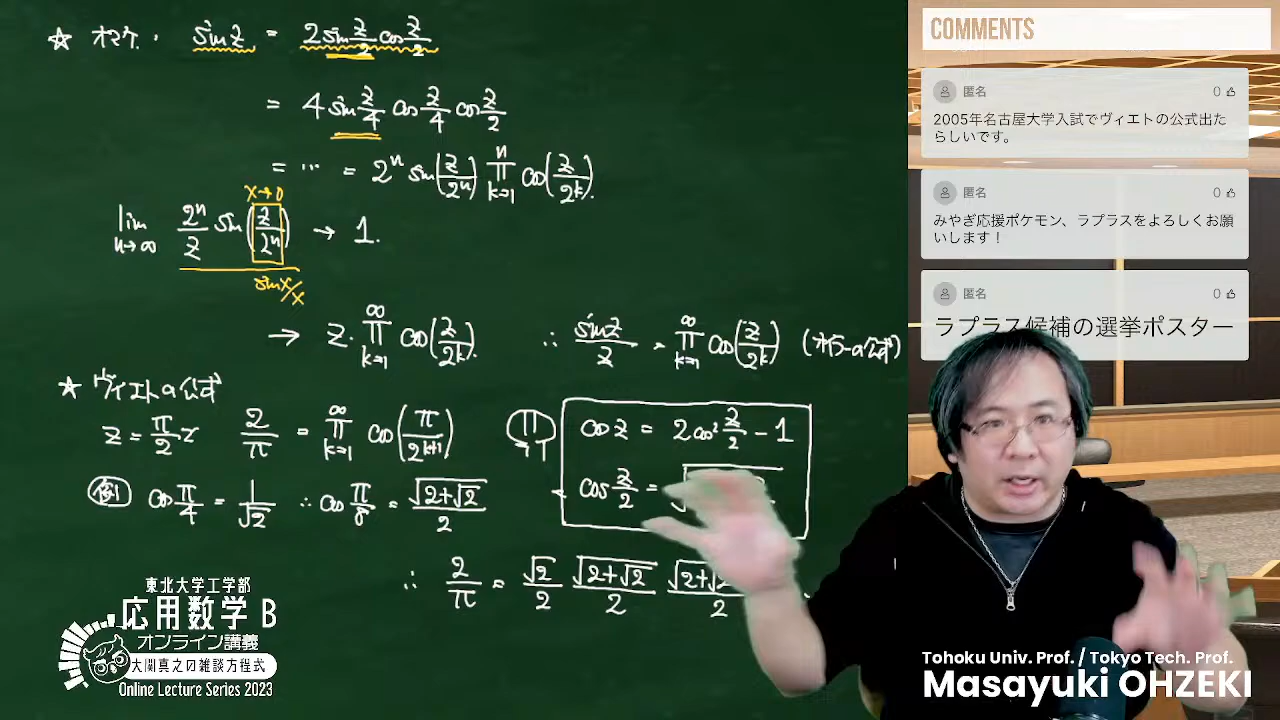 ☆ オマケ. sin z = 2 sin z/2 cos z/2
= 4 sin z/4 cos z/4 cos z/2
= … = 2^n sin(z/2^n) ∏_{k=1}^{n} cos(z/2^k).
x→0
lim_{n→∞} 2^n/z sin(z/2^n) → 1.
sin x/x
→ z・∏_{k=1}^{∞} cos(z/2^k). ∴ sin z/z = ∏_{k=1}^{∞} cos(z/2^k) (オイラーの公式)
☆ ヴィエトの公式
z = π/2 2/π = ∏_{k=1}^{∞} cos(π/2^{k+1})
cos z = 2cos² z/2 − 1
例 cos π/4 = 1/√2 ∴ cos π/8 = √(2+√2)/2
cos z/2 =
∴ 2/π = √2/2 √(2+√2)/2
東北大学工学部
応用数学 B
オンライン講義
大関真之の雑談方程式
Online Lecture Series 2023
COMMENTS
匿名 0
2005年名古屋大学入試でヴィエトの公式出た
らしいです。
匿名 0
みやぎ応援ポケモン、ラプラスをよろしくお願
いします！
匿名 0
ラプラス候補の選挙ポスター
Tohoku Univ. Prof. / Tokyo Tech. Prof.
Masayuki OHZEKI